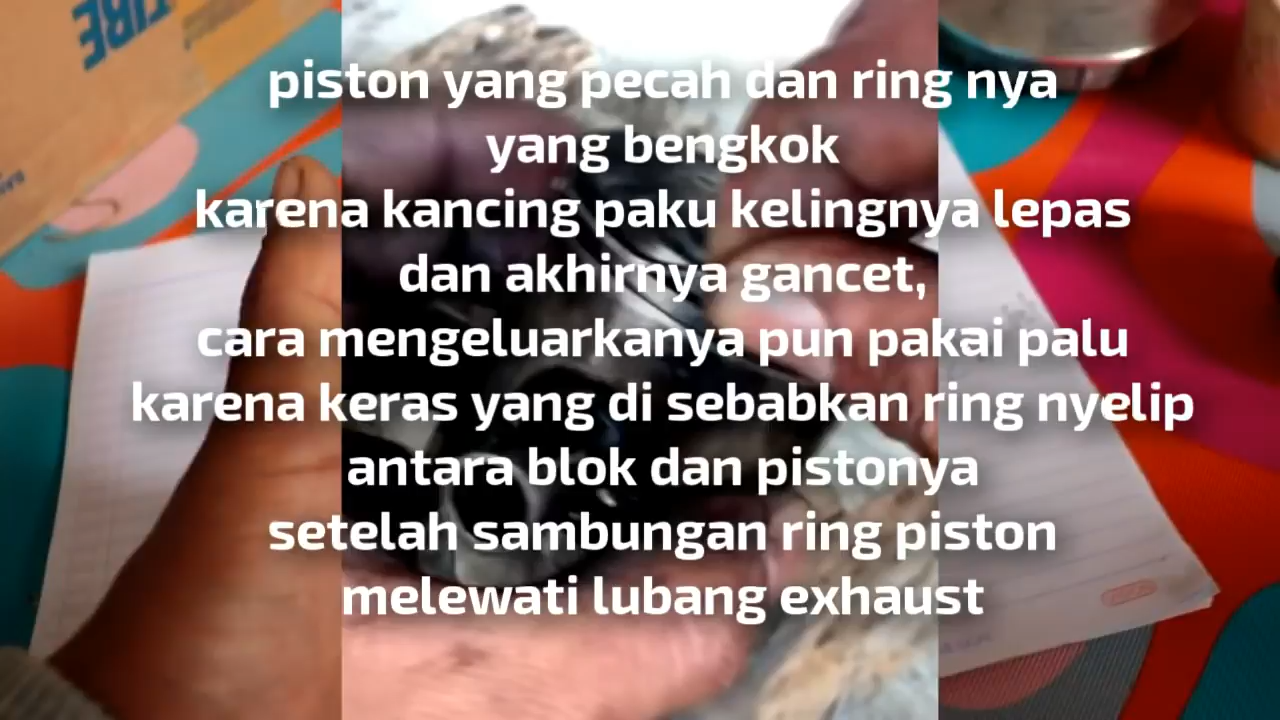 TIRE
piston yang pecah dan ring nya
yang bengkok
karena kancing paku kelingnya lepas
dan akhirnya gancet,
cara mengeluarkanya pun pakai palu
karena keras yang di sebabkan ring nyelip
antara blok dan pistonya
setelah sambungan ring piston
melewati lubang exhaust